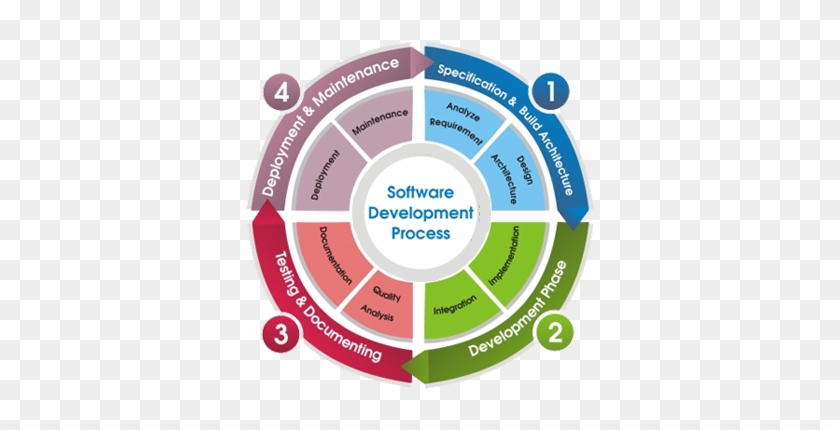 Software
Development
Process
1
Specification & Build Architecture
Analyze
Requirement
Design
Architecture
2
Development Phase
Implementation
Integration
3
Testing & Documenting
Quality
Analysis
Documentation
4
Deployment & Maintenance
Deployment
Maintenance